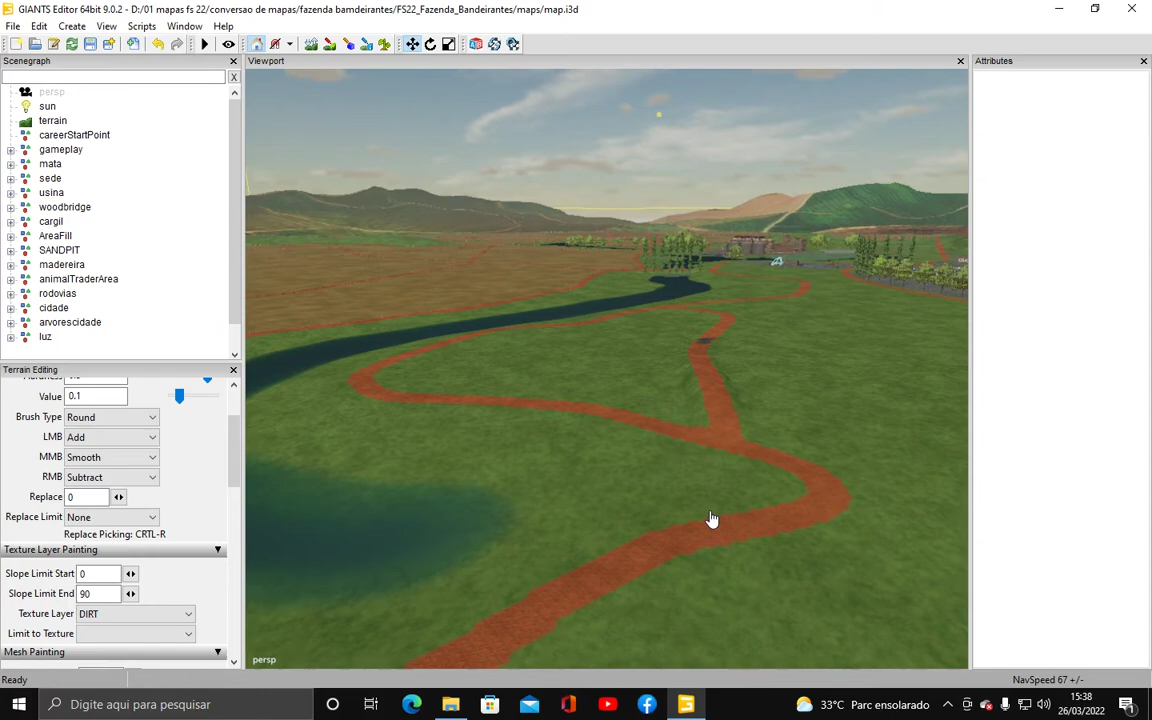 GIANTS Editor 64bit 9.0.2 - D:/01 mapas fs 22/conversao de mapas/fazenda bamdeirantes/FS22_Fazenda_Bandeirantes/maps/map.i3d
File Edit Create View Scripts Window Help
Scenegraph
Viewport
Attributes
X
persp
sun
terrain
careerStartPoint
gameplay
mata
sede
usina
woodbridge
cargil
AreaFill
SANDPIT
madereira
animalTraderArea
rodovias
cidade
arvorescidade
luz
Terrain Editing
Value 0.1
Brush Type Round
LMB Add
MMB Smooth
RMB Subtract
Replace 0
Replace Limit None
Replace Picking: CRTL-R
Texture Layer Painting
Slope Limit Start 0
Slope Limit End 90
Texture Layer DIRT
Limit to Texture
Mesh Painting
persp
Ready
NavSpeed 67 +/-
Digite aqui para pesquisar
33°C Parc ensolarado
15:38
26/03/2022
1